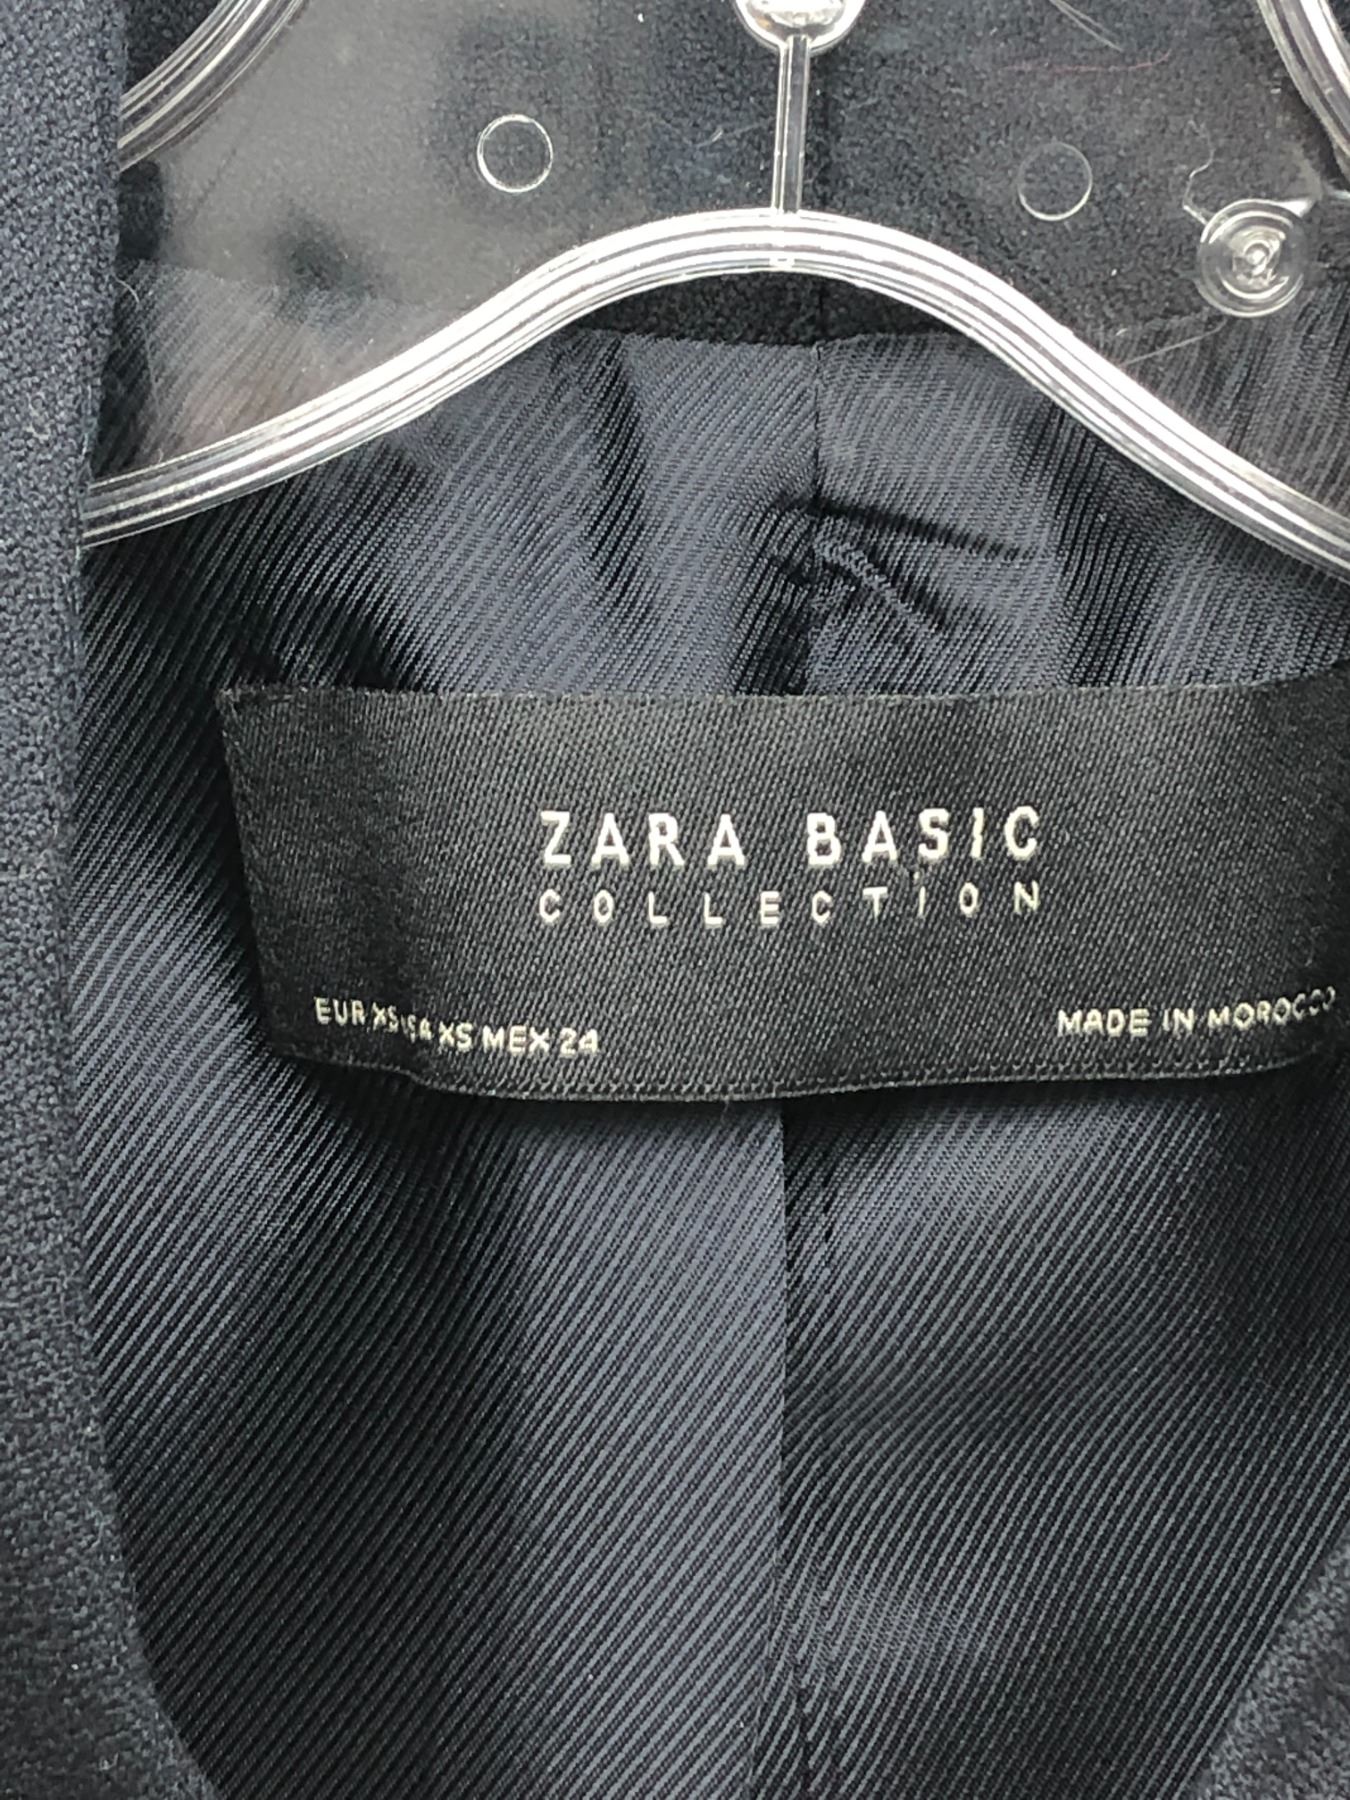 ZARA BASIC
COLLECTION
EUR XS USA XS MEX 24
MADE IN MOROCCO